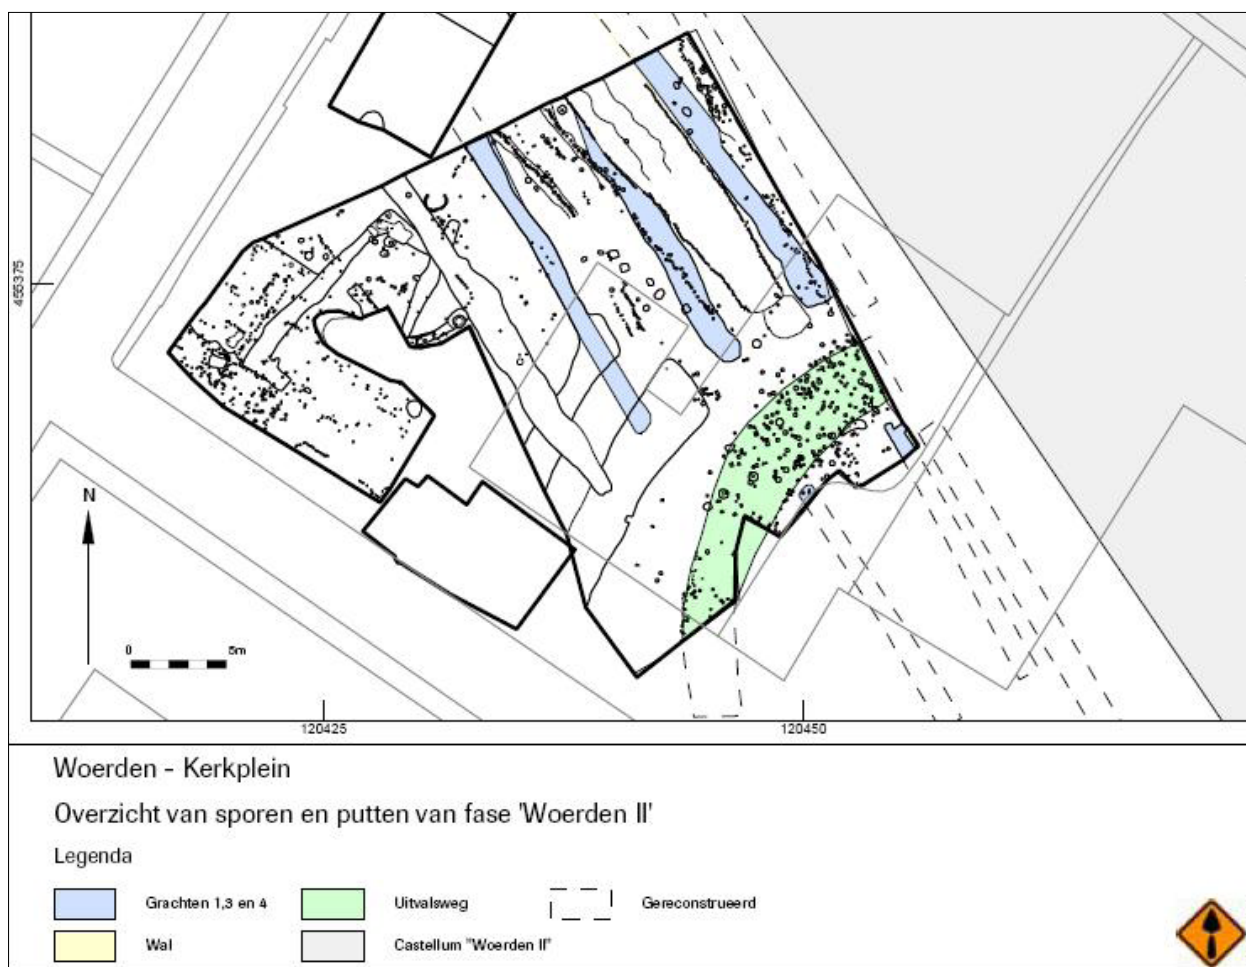 455375
N
0 5m
120425 120450
Woerden - Kerkplein
Overzicht van sporen en putten van fase 'Woerden II'
Legenda
Grachten 1,3 en 4 Uitvalsweg Gereconstrueerd
Wal Castellum "Woerden II"